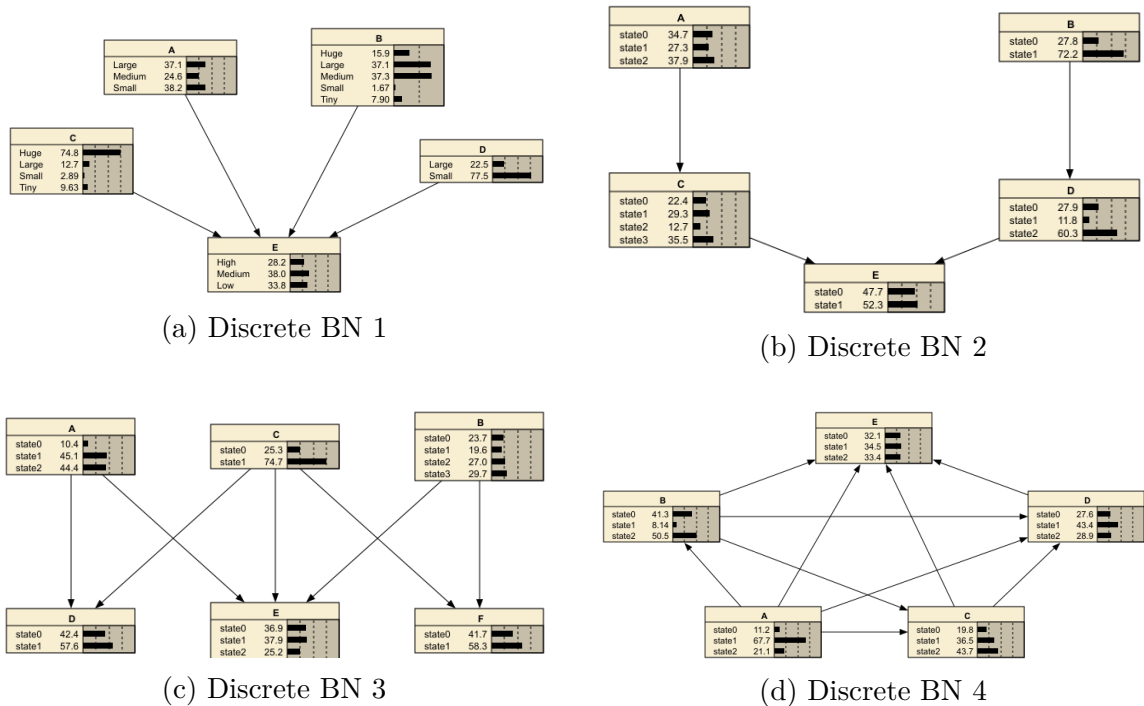 A
Large 37.1
Medium 24.6
Small 38.2
B
Huge 15.9
Large 37.1
Medium 37.3
Small 1.67
Tiny 7.90
C
Huge 74.8
Large 12.7
Small 2.89
Tiny 9.63
D
Large 22.5
Small 77.5
E
High 28.2
Medium 38.0
Low 33.8
(a) Discrete BN 1
A
state0 34.7
state1 27.3
state2 37.9
B
state0 27.8
state1 72.2
C
state0 22.4
state1 29.3
state2 12.7
state3 35.5
D
state0 27.9
state1 11.8
state2 60.3
E
state0 47.7
state1 52.3
(b) Discrete BN 2
A
state0 10.4
state1 45.1
state2 44.4
C
state0 25.3
state1 74.7
B
state0 23.7
state1 19.6
state2 27.0
state3 29.7
D
state0 42.4
state1 57.6
E
state0 36.9
state1 37.9
state2 25.2
F
state0 41.7
state1 58.3
(c) Discrete BN 3
E
state0 32.1
state1 34.5
state2 33.4
B
state0 41.3
state1 8.14
state2 50.5
D
state0 27.6
state1 43.4
state2 28.9
A
state0 11.2
state1 67.7
state2 21.1
C
state0 19.8
state1 36.5
state2 43.7
(d) Discrete BN 4